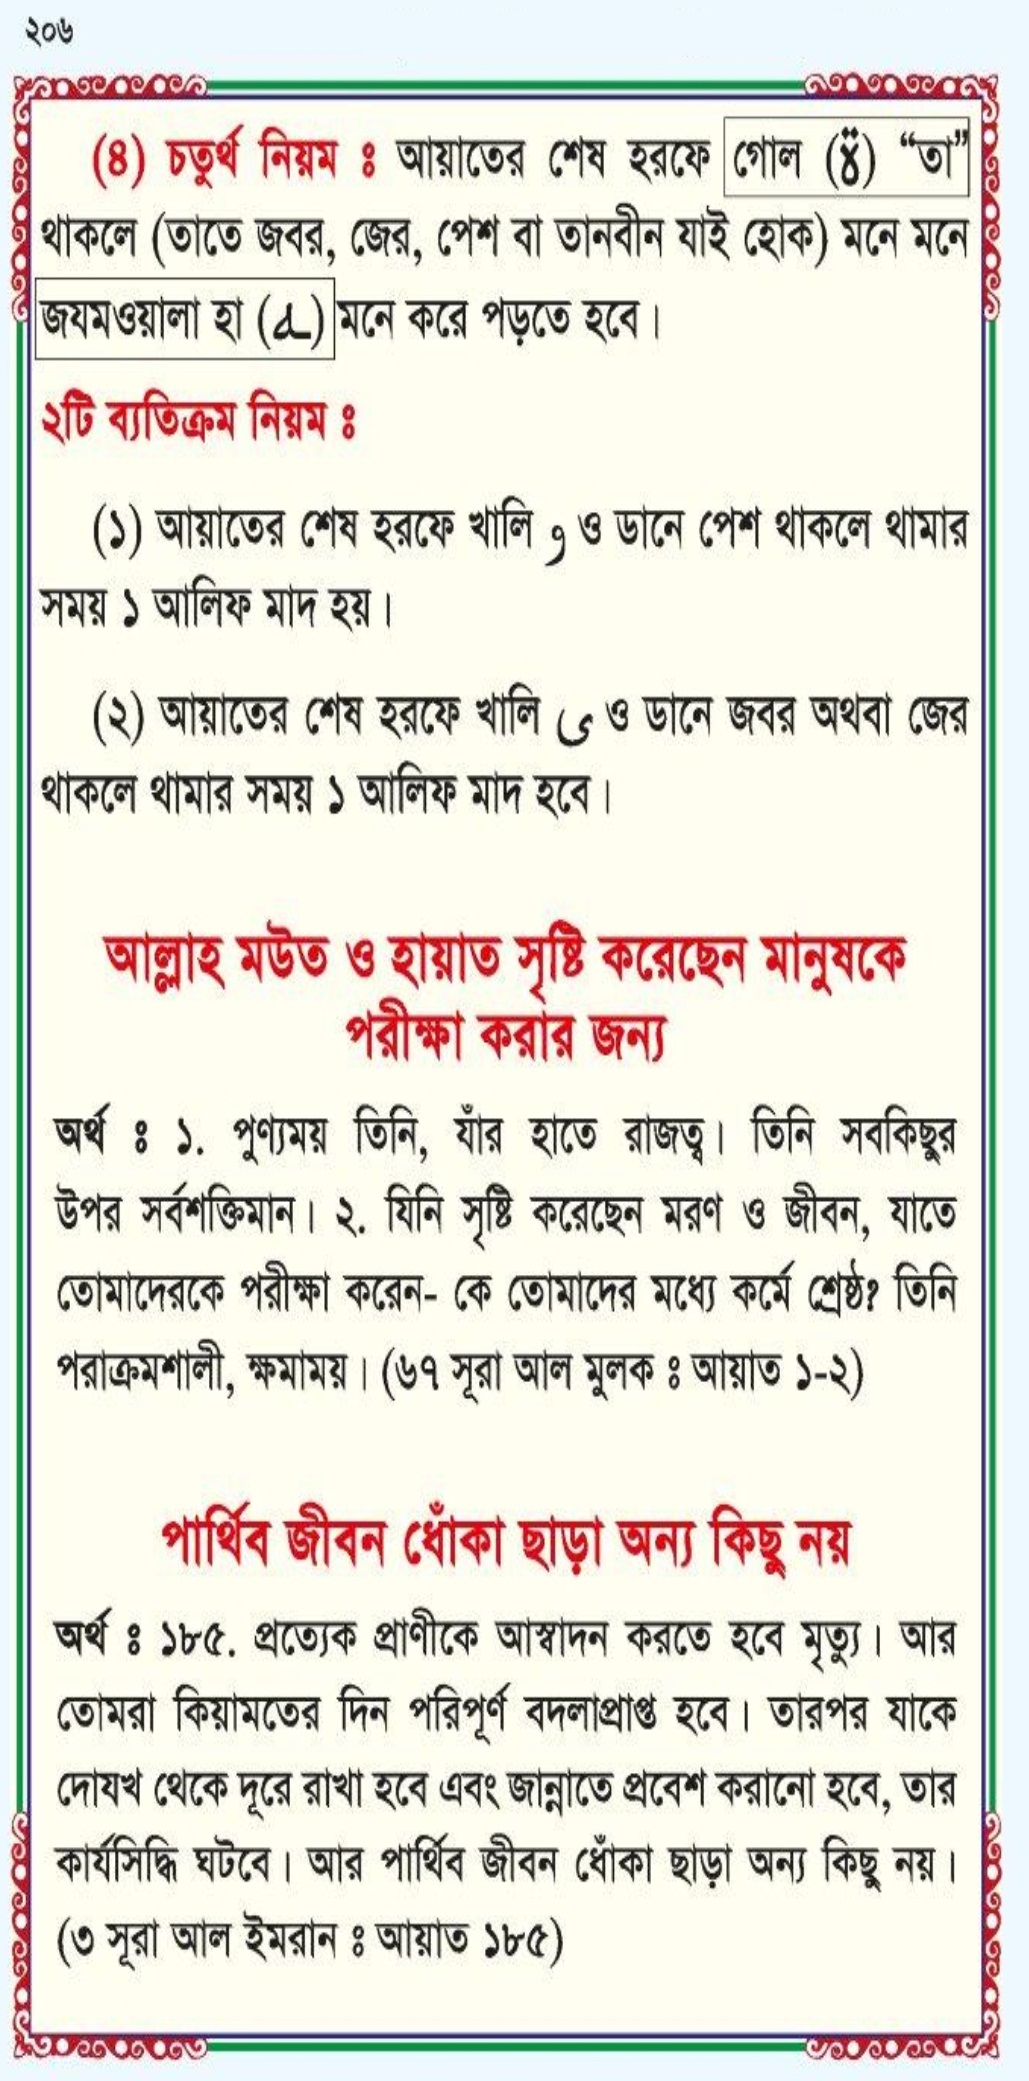 ২০৬
(৪) চতুর্থ নিয়ম ঃ আয়াতের শেষ হরফে গোল (ة) “তা”
থাকলে (তাতে জবর, জের, পেশ বা তানবীন যাই হোক) মনে মনে
জযমওয়ালা হা (ه) মনে করে পড়তে হবে।
২টি ব্যতিক্রম নিয়ম ঃ
(১) আয়াতের শেষ হরফে খালি و ও ডানে পেশ থাকলে থামার
সময় ১ আলিফ মাদ হয়।
(২) আয়াতের শেষ হরফে খালি ى ও ডানে জবর অথবা জের
থাকলে থামার সময় ১ আলিফ মাদ হবে।
আল্লাহ মউত ও হায়াত সৃষ্টি করেছেন মানুষকে
পরীক্ষা করার জন্য
অর্থ ঃ ১. পুণ্যময় তিনি, যাঁর হাতে রাজত্ব। তিনি সবকিছুর
উপর সর্বশক্তিমান। ২. যিনি সৃষ্টি করেছেন মরণ ও জীবন, যাতে
তোমাদেরকে পরীক্ষা করেন- কে তোমাদের মধ্যে কর্মে শ্রেষ্ঠ? তিনি
পরাক্রমশালী, ক্ষমাময়। (৬৭ সূরা আল মুলক ঃ আয়াত ১-২)
পার্থিব জীবন ধোঁকা ছাড়া অন্য কিছু নয়
অর্থ ঃ ১৮৫. প্রত্যেক প্রাণীকে আস্বাদন করতে হবে মৃত্যু। আর
তোমরা কিয়ামতের দিন পরিপূর্ণ বদলাপ্রাপ্ত হবে। তারপর যাকে
দোযখ থেকে দূরে রাখা হবে এবং জান্নাতে প্রবেশ করানো হবে, তার
কার্যসিদ্ধি ঘটবে। আর পার্থিব জীবন ধোঁকা ছাড়া অন্য কিছু নয়।
(৩ সূরা আল ইমরান ঃ আয়াত ১৮৫)